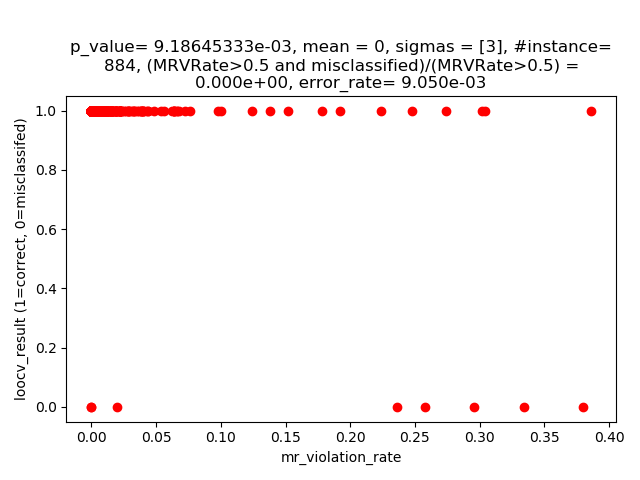 p_value= 9.18645333e-03, mean = 0, sigmas = [3], #instance=
884, (MRVRate>0.5 and misclassified)/(MRVRate>0.5) =
0.000e+00, error_rate= 9.050e-03
loocv_result (1=correct, 0=misclassifed)
1.0
0.8
0.6
0.4
0.2
0.0
0.00 0.05 0.10 0.15 0.20 0.25 0.30 0.35 0.40
mr_violation_rate